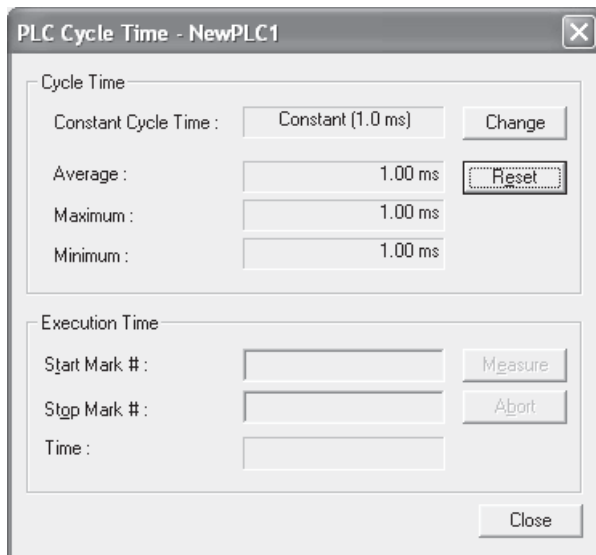 PLC Cycle Time - NewPLC1
Cycle Time
Constant Cycle Time : Constant (1.0 ms) Change
Average : 1.00 ms Reset
Maximum : 1.00 ms
Minimum : 1.00 ms
Execution Time
Start Mark # : Measure
Stop Mark # : Abort
Time :
Close